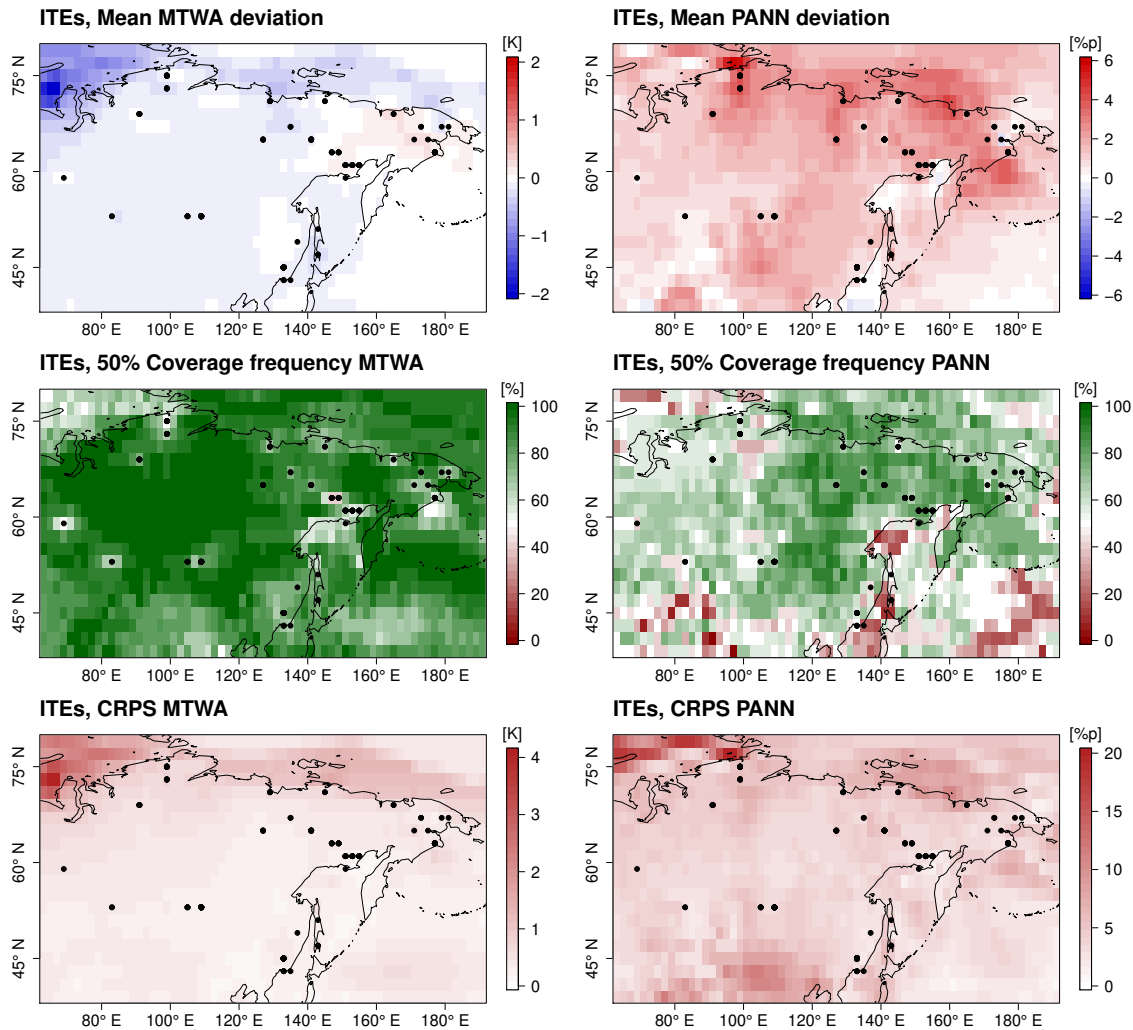 ITEs, Mean MTWA deviation
[K]
75° N
60° N
45° N
2
1
0
−1
−2
80° E
100° E
120° E
140° E
160° E
180° E
ITEs, Mean PANN deviation
[%p]
75° N
60° N
45° N
6
4
2
0
−2
−4
−6
80° E
100° E
120° E
140° E
160° E
180° E
ITEs, 50% Coverage frequency MTWA
[%]
75° N
60° N
45° N
100
80
60
40
20
0
80° E
100° E
120° E
140° E
160° E
180° E
ITEs, 50% Coverage frequency PANN
[%]
75° N
60° N
45° N
100
80
60
40
20
0
80° E
100° E
120° E
140° E
160° E
180° E
ITEs, CRPS MTWA
[K]
75° N
60° N
45° N
4
3
2
1
0
80° E
100° E
120° E
140° E
160° E
180° E
ITEs, CRPS PANN
[%p]
75° N
60° N
45° N
20
15
10
5
0
80° E
100° E
120° E
140° E
160° E
180° E